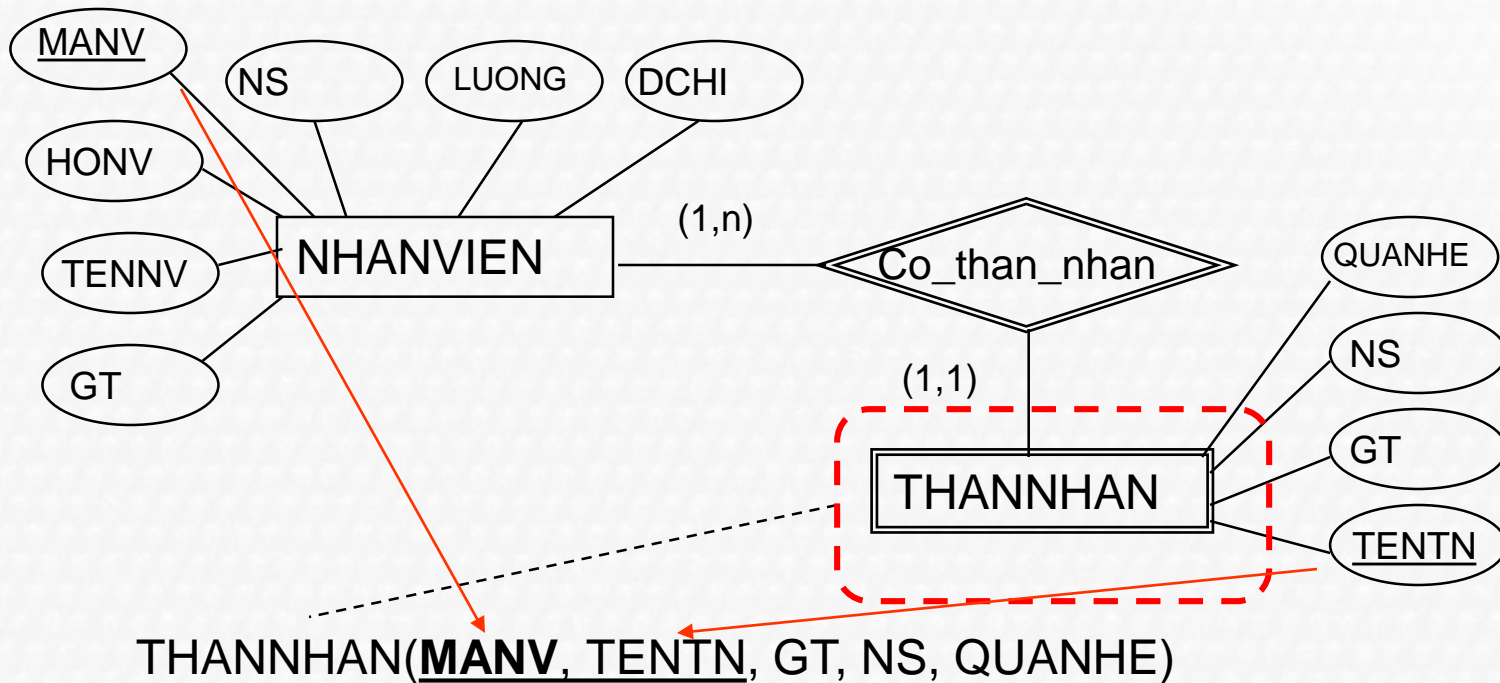 MANV
NS
LUONG
DCHI
HONV
TENNV
GT
NHANVIEN
(1,n)
Co_than_nhan
QUANHE
NS
(1,1)
GT
THANNHAN
TENTN
THANNHAN(MANV, TENTN, GT, NS, QUANHE)